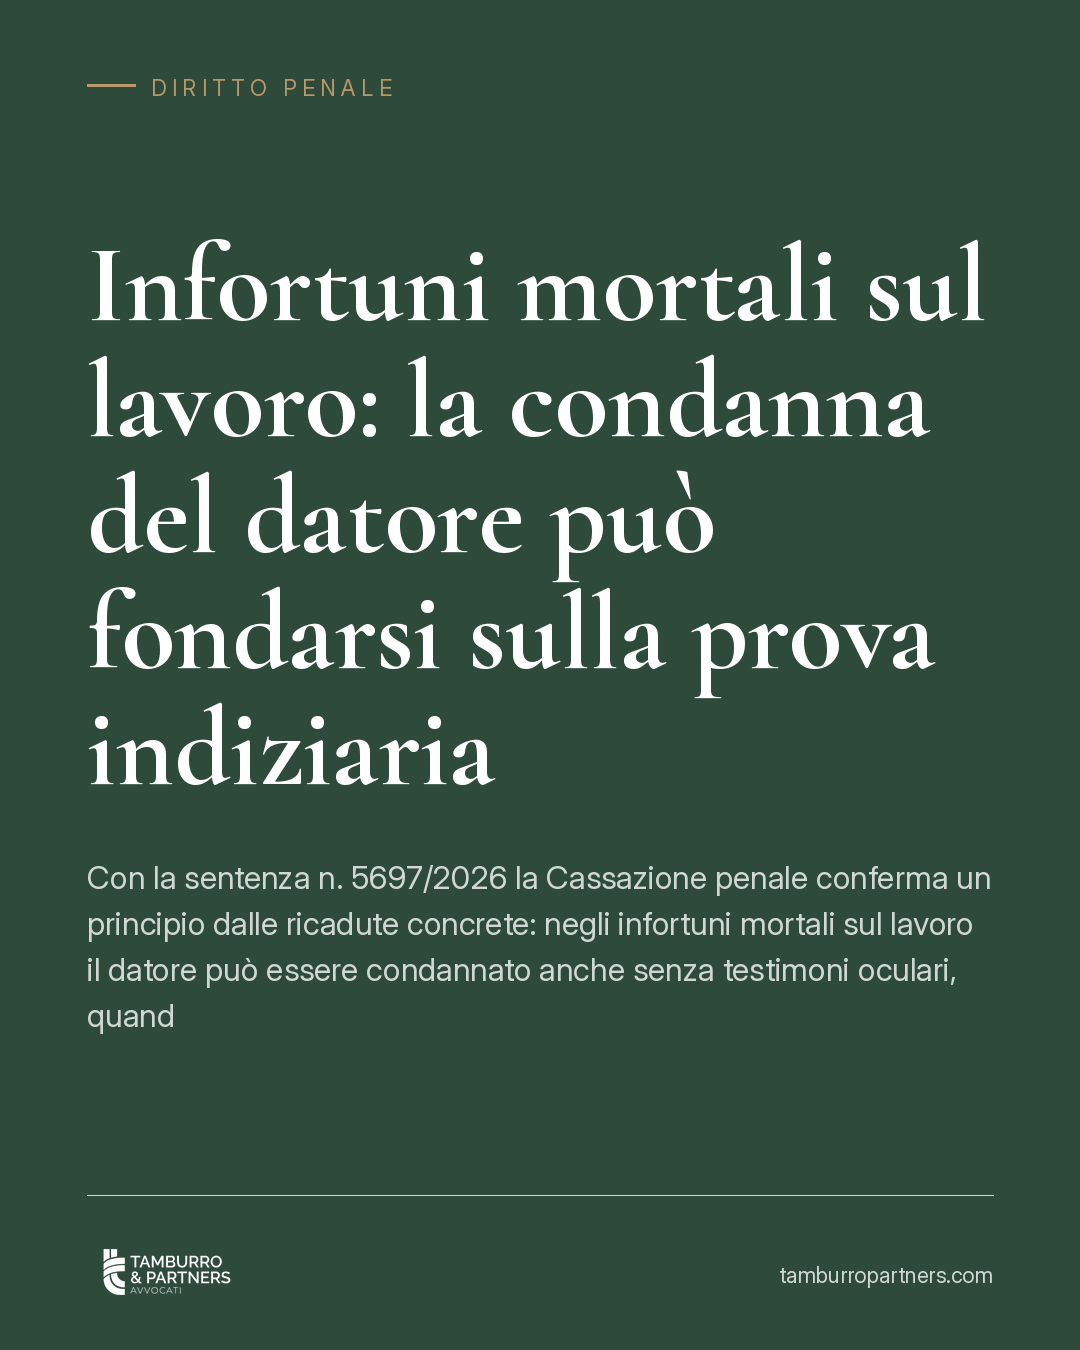 DIRITTO PENALE
Infortuni mortali sul
lavoro: la condanna
del datore può
fondarsi sulla prova
indiziaria
Con la sentenza n. 5697/2026 la Cassazione penale conferma un
principio dalle ricadute concrete: negli infortuni mortali sul lavoro
il datore può essere condannato anche senza testimoni oculari,
quand
TAMBURRO
& PARTNERS
AVVOCATI
tamburropartners.com